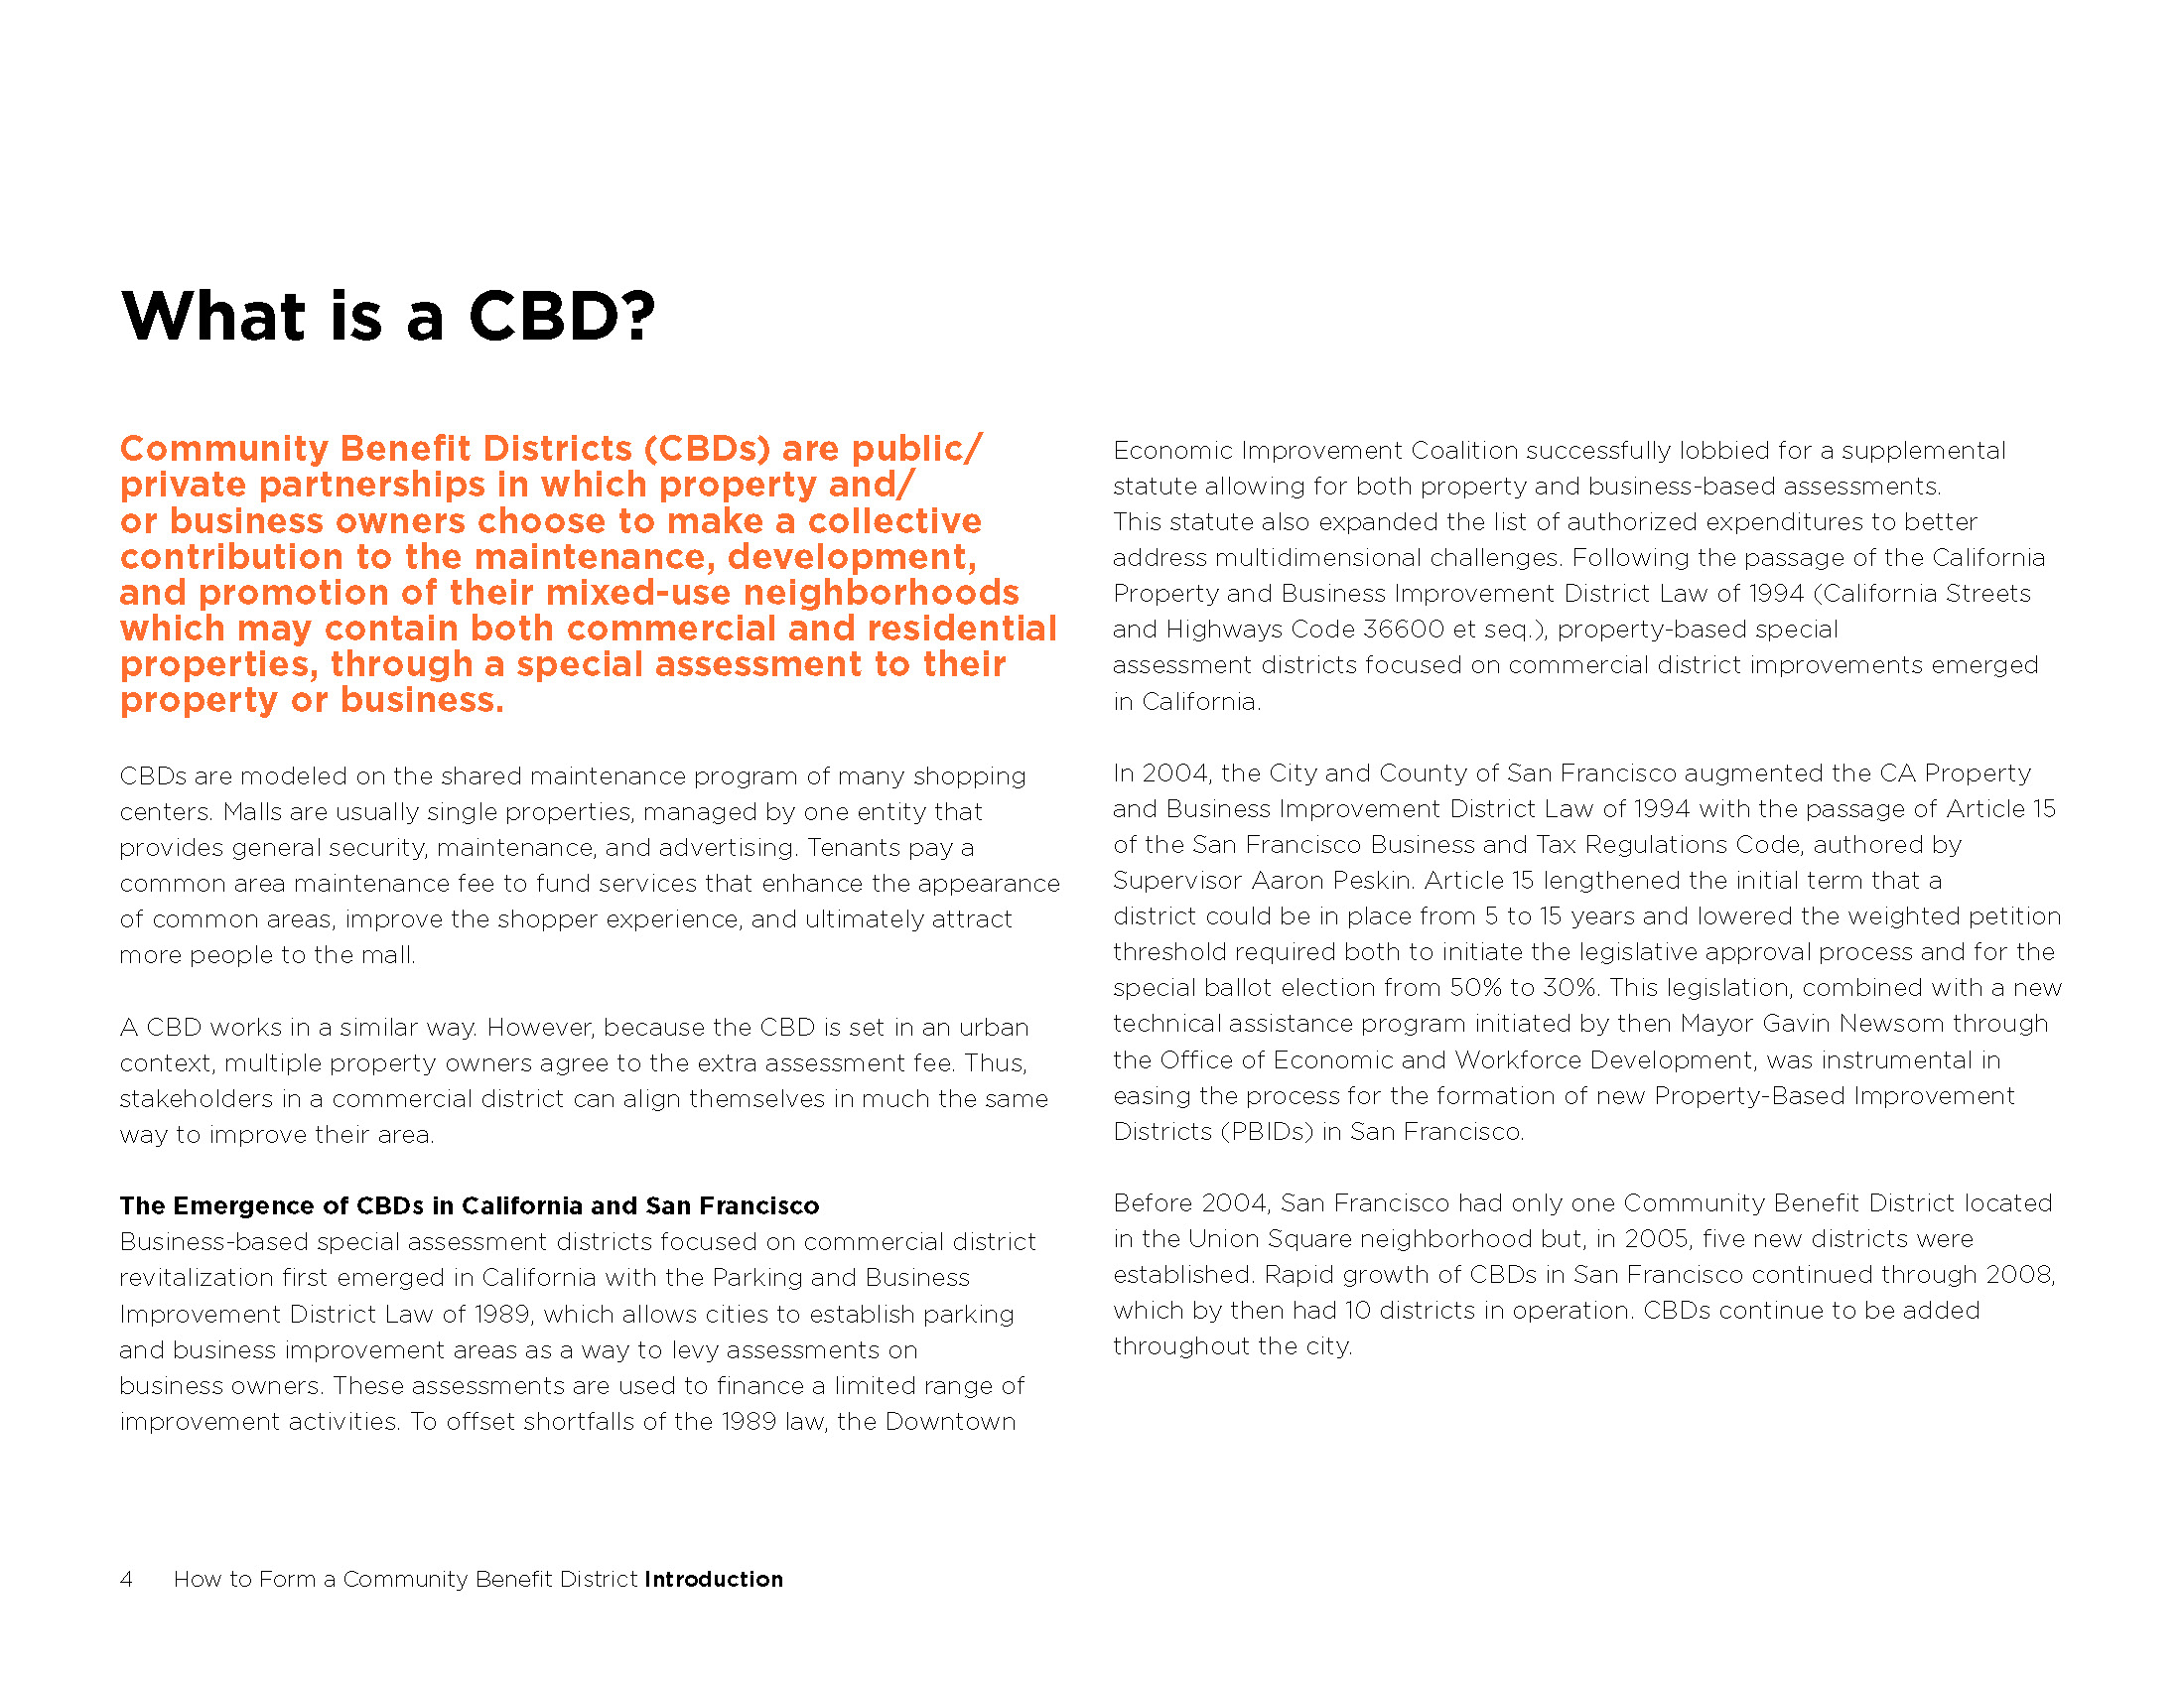 What is a CBD?
Community Benefit Districts (CBDs) are public/
private partnerships in which property and/
or business owners choose to make a collective
contribution to the maintenance, development,
and promotion of their mixed-use neighborhoods
which may contain both commercial and residential
properties, through a special assessment to their
property or business.
CBDs are modeled on the shared maintenance program of many shopping
centers. Malls are usually single properties, managed by one entity that
provides general security, maintenance, and advertising. Tenants pay a
common area maintenance fee to fund services that enhance the appearance
of common areas, improve the shopper experience, and ultimately attract
more people to the mall.
A CBD works in a similar way. However, because the CBD is set in an urban
context, multiple property owners agree to the extra assessment fee. Thus,
stakeholders in a commercial district can align themselves in much the same
way to improve their area.
The Emergence of CBDs in California and San Francisco
Business-based special assessment districts focused on commercial district
revitalization first emerged in California with the Parking and Business
Improvement District Law of 1989, which allows cities to establish parking
and business improvement areas as a way to levy assessments on
business owners. These assessments are used to finance a limited range of
improvement activities. To offset shortfalls of the 1989 law, the Downtown
Economic Improvement Coalition successfully lobbied for a supplemental
statute allowing for both property and business-based assessments.
This statute also expanded the list of authorized expenditures to better
address multidimensional challenges. Following the passage of the California
Property and Business Improvement District Law of 1994 (California Streets
and Highways Code 36600 et seq.), property-based special
assessment districts focused on commercial district improvements emerged
in California.
In 2004, the City and County of San Francisco augmented the CA Property
and Business Improvement District Law of 1994 with the passage of Article 15
of the San Francisco Business and Tax Regulations Code, authored by
Supervisor Aaron Peskin. Article 15 lengthened the initial term that a
district could be in place from 5 to 15 years and lowered the weighted petition
threshold required both to initiate the legislative approval process and for the
special ballot election from 50% to 30%. This legislation, combined with a new
technical assistance program initiated by then Mayor Gavin Newsom through
the Office of Economic and Workforce Development, was instrumental in
easing the process for the formation of new Property-Based Improvement
Districts (PBIDs) in San Francisco.
Before 2004, San Francisco had only one Community Benefit District located
in the Union Square neighborhood but, in 2005, five new districts were
established. Rapid growth of CBDs in San Francisco continued through 2008,
which by then had 10 districts in operation. CBDs continue to be added
throughout the city.
4 How to Form a Community Benefit District Introduction